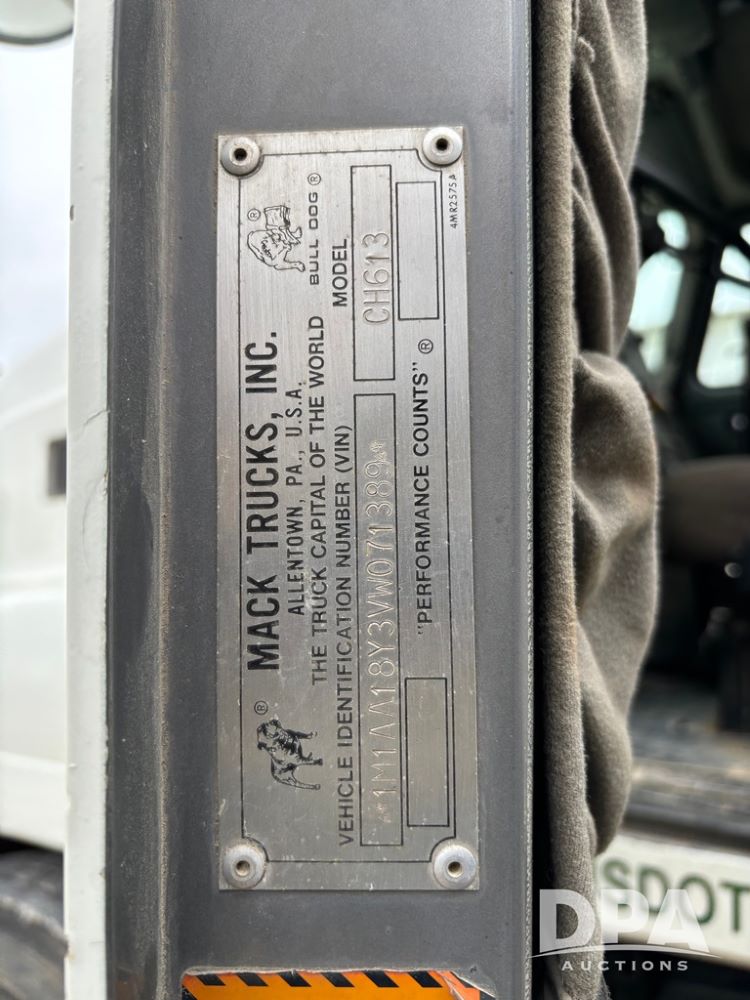 MACK TRUCKS, INC.
ALLENTOWN, PA., U.S.A.
THE TRUCK CAPITAL OF THE WORLD
® BULL DOG ®
®
VEHICLE IDENTIFICATION NUMBER (VIN) MODEL
*1M1AA18Y3VW071389* CH613
"PERFORMANCE COUNTS" ®
4MR2575A
SDOT
DPA
AUCTIONS